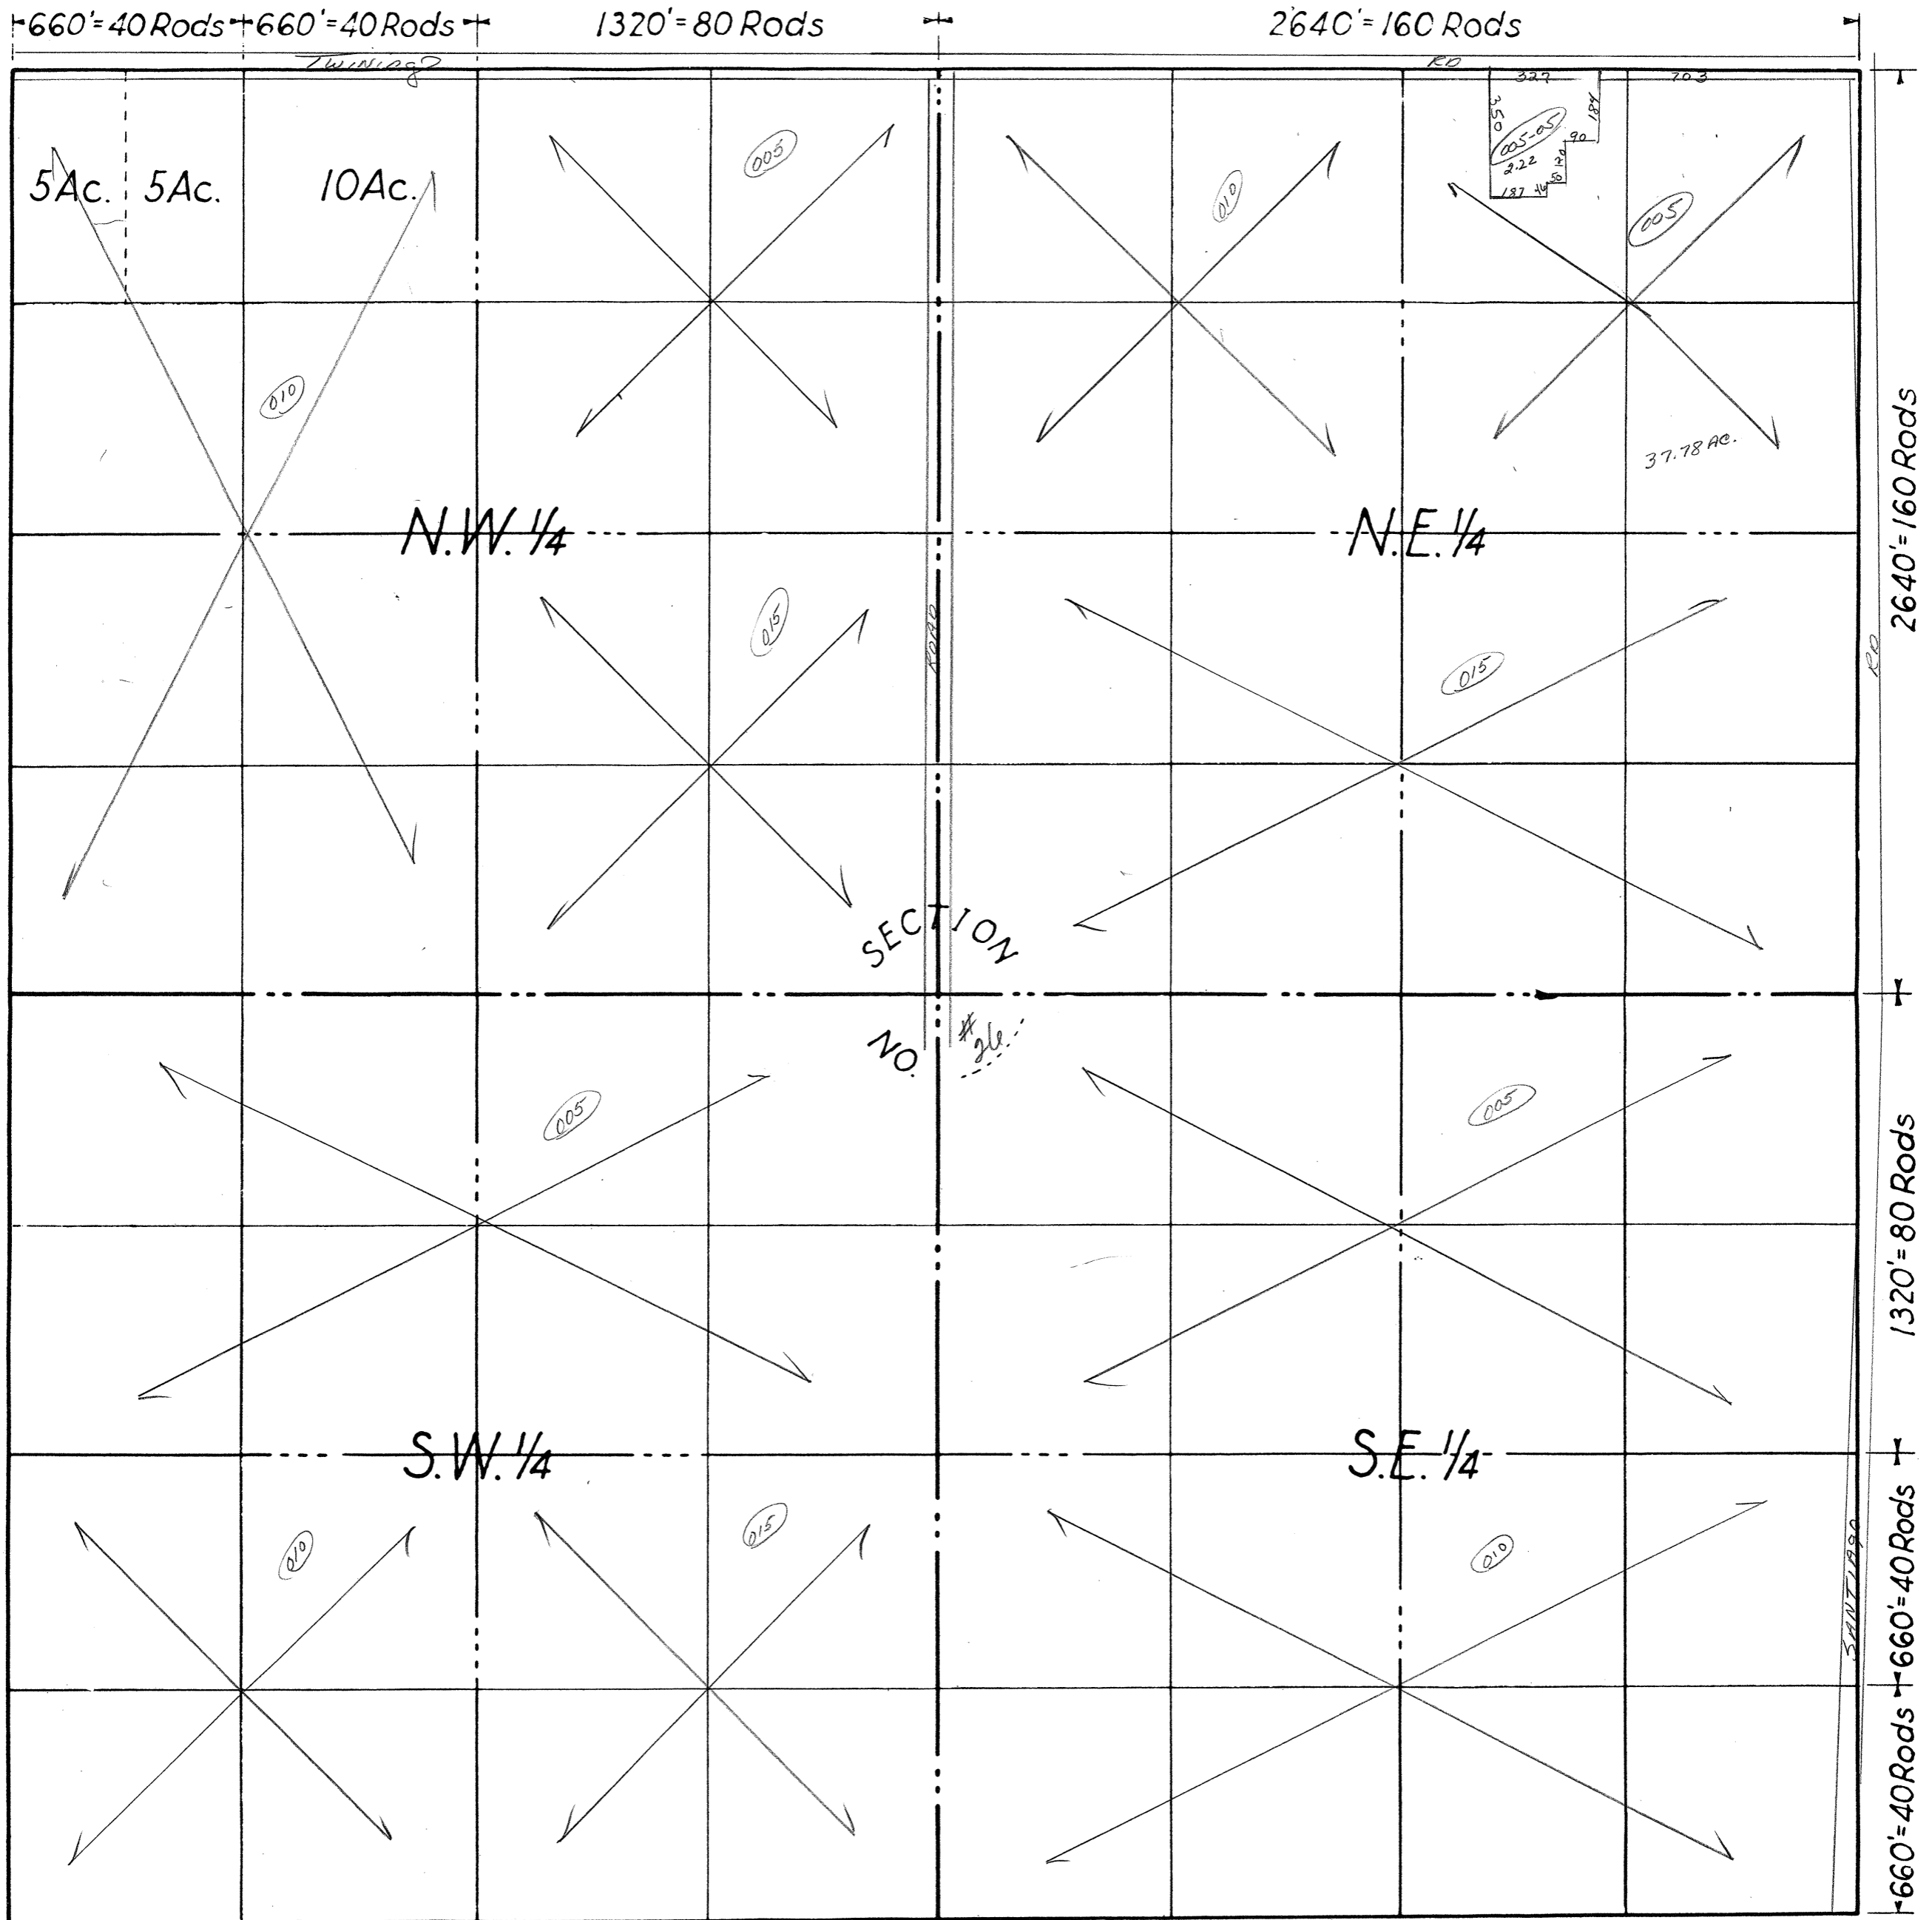 660'=40 Rods 660'=40 Rods 1320'=80 Rods 2640'=160 Rods
Twining RD
327 703
350 184
005-05 90
2.22 70
50
187 46
5Ac. 5Ac. 10Ac.
005 010 005
010
37.78 AC.
N.W. 1/4 N.E. 1/4
2640'=160 Rods
015 015
ROAD
RD
SECTION
NO. #26
005 005
1320'=80 Rods
S.W. 1/4 S.E. 1/4
010 015 010
SANTIAGO
660'=40 Rods
660'=40 Rods